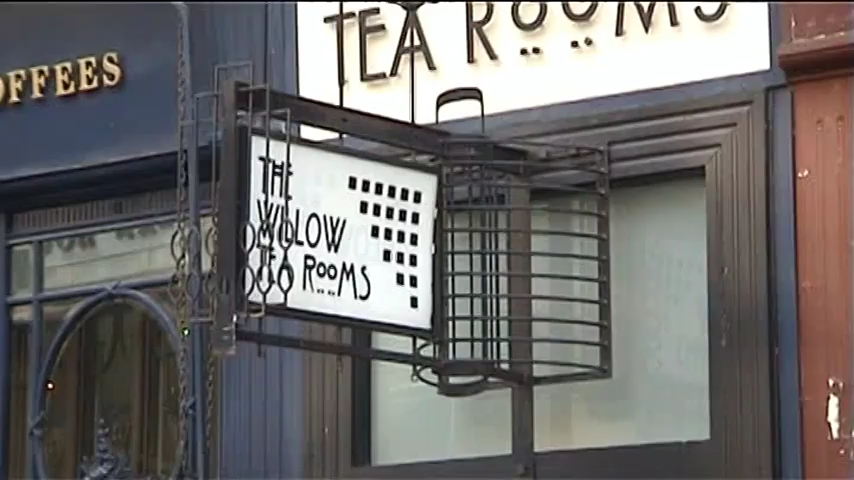 TEA ROOMS
OFFEES
THE
WILLOW
TEA ROOMS